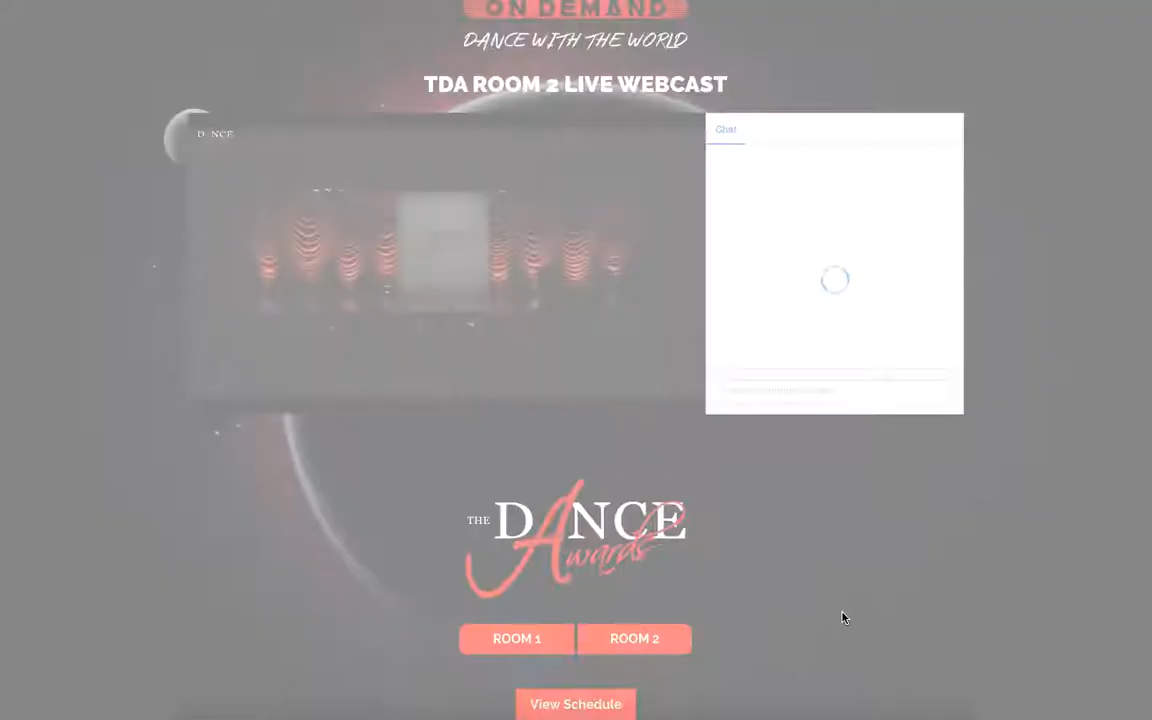 ON DEMAND
DANCE WITH THE WORLD
TDA ROOM 2 LIVE WEBCAST
D NCE
Chat
THE DANCE
Awards
ROOM 1
ROOM 2
View Schedule